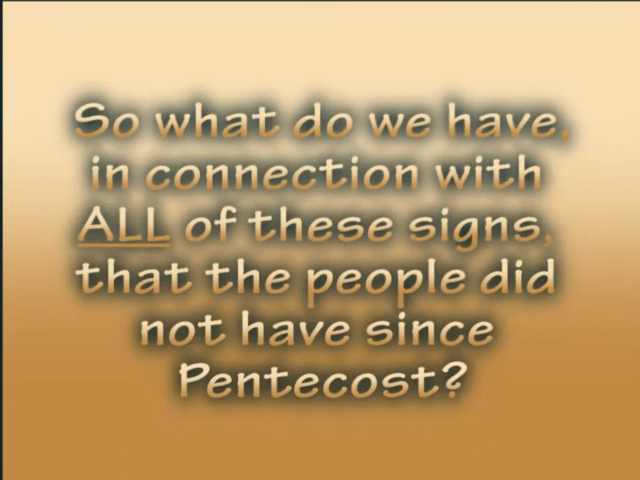 So what do we have,
in connection with
ALL of these signs,
that the people did
not have since
Pentecost?